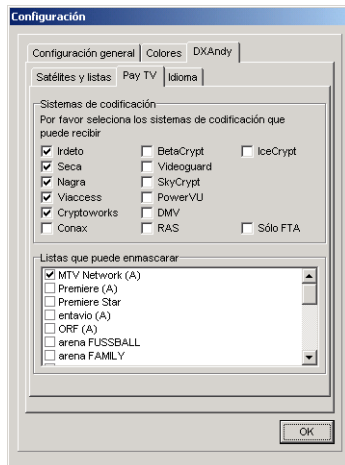 Configuración
Configuración general Colores DXAndy
Satélites y listas Pay TV Idioma
Sistemas de codificación
Por favor seleciona los sistemas de codificación que
puede recibir
Irdeto BetaCrypt IceCrypt
Seca Videoguard
Nagra SkyCrypt
Viaccess PowerVU
Cryptoworks DMV
Conax RAS Sólo FTA
Listas que puede enmascarar
MTV Network (A)
Premiere (A)
Premiere Star
entavio (A)
ORF (A)
arena FUSSBALL
arena FAMILY
OK